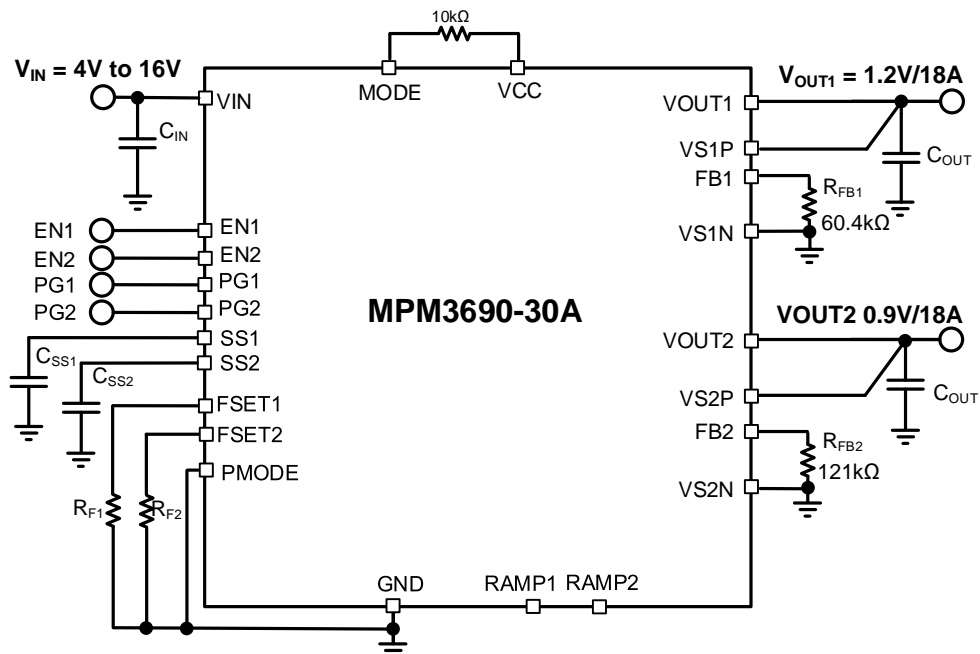 10kΩ
V_IN = 4V to 16V
MODE
VCC
VIN
C_IN
VOUT1
V_OUT1 = 1.2V/18A
VS1P
C_OUT
FB1
R_FB1
60.4kΩ
VS1N
EN1
EN1
EN2
EN2
PG1
PG1
PG2
PG2
MPM3690-30A
SS1
C_SS1
SS2
C_SS2
VOUT2 0.9V/18A
VOUT2
VS2P
C_OUT
FSET1
FSET2
FB2
R_FB2
121kΩ
PMODE
VS2N
R_F1
R_F2
GND
RAMP1
RAMP2